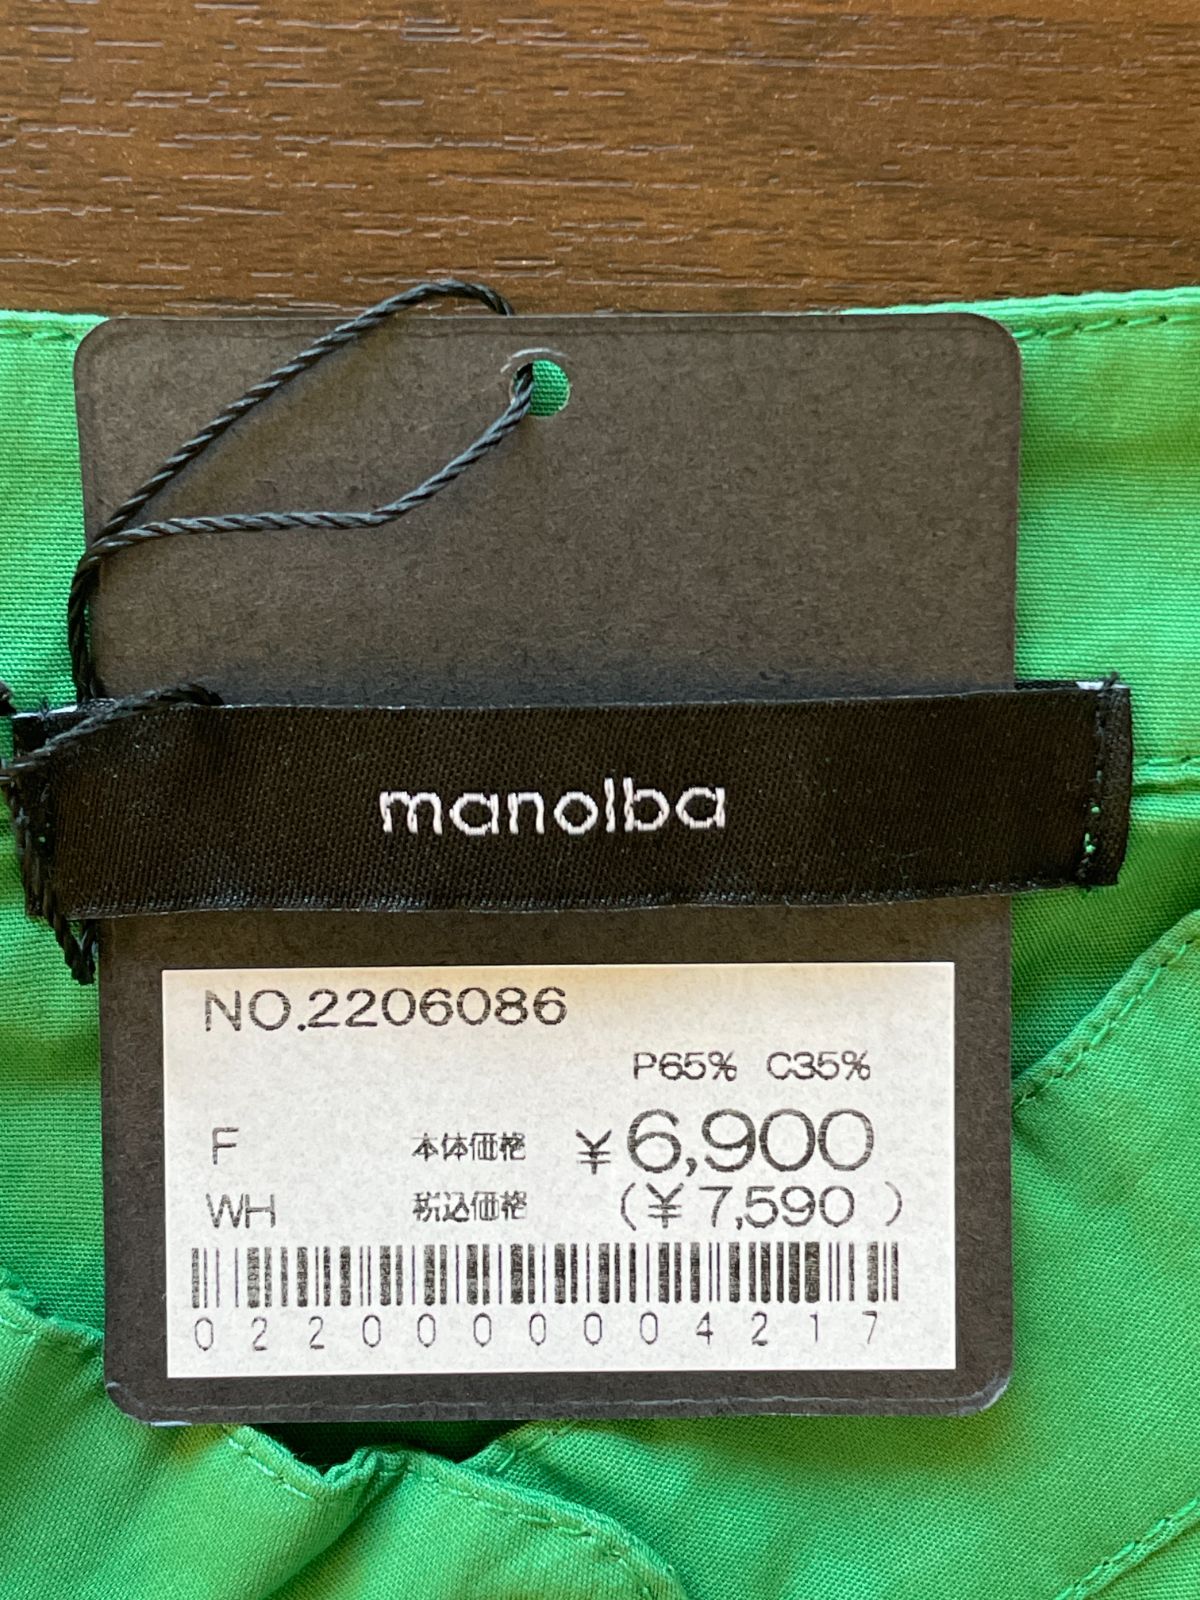 manolba
NO.2206086
P65% C35%
F 本体価格 ¥6,900
WH 税込価格 (¥7,590)
0220000004217